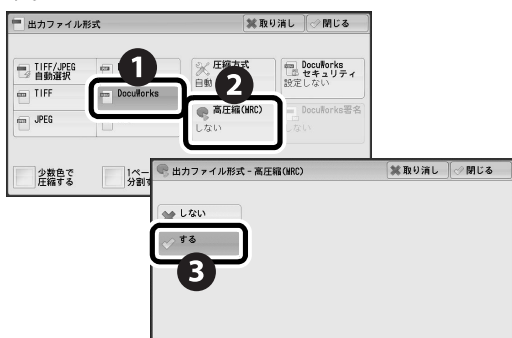 出力ファイル形式
取り消し
閉じる
TIFF/JPEG
自動選択
TIFF
JPEG
DocuWorks
圧縮方式
自動
高圧縮(MRC)
しない
DocuWorks
セキュリティ
設定しない
DocuWorks署名
しない
少数色で
圧縮する
1ペー
分割す
1
2
出力ファイル形式 - 高圧縮(MRC)
取り消し
閉じる
しない
する
3